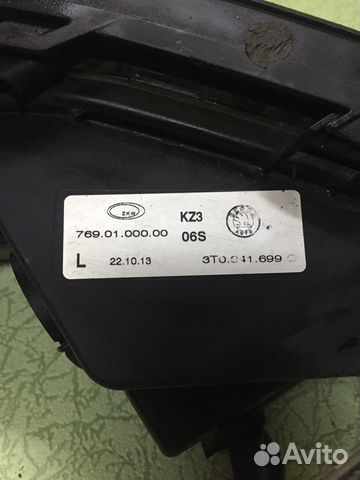 ZKW
KZ3
769.01.000.00
06S
L
22.10.13
3T0.941.699
Avito